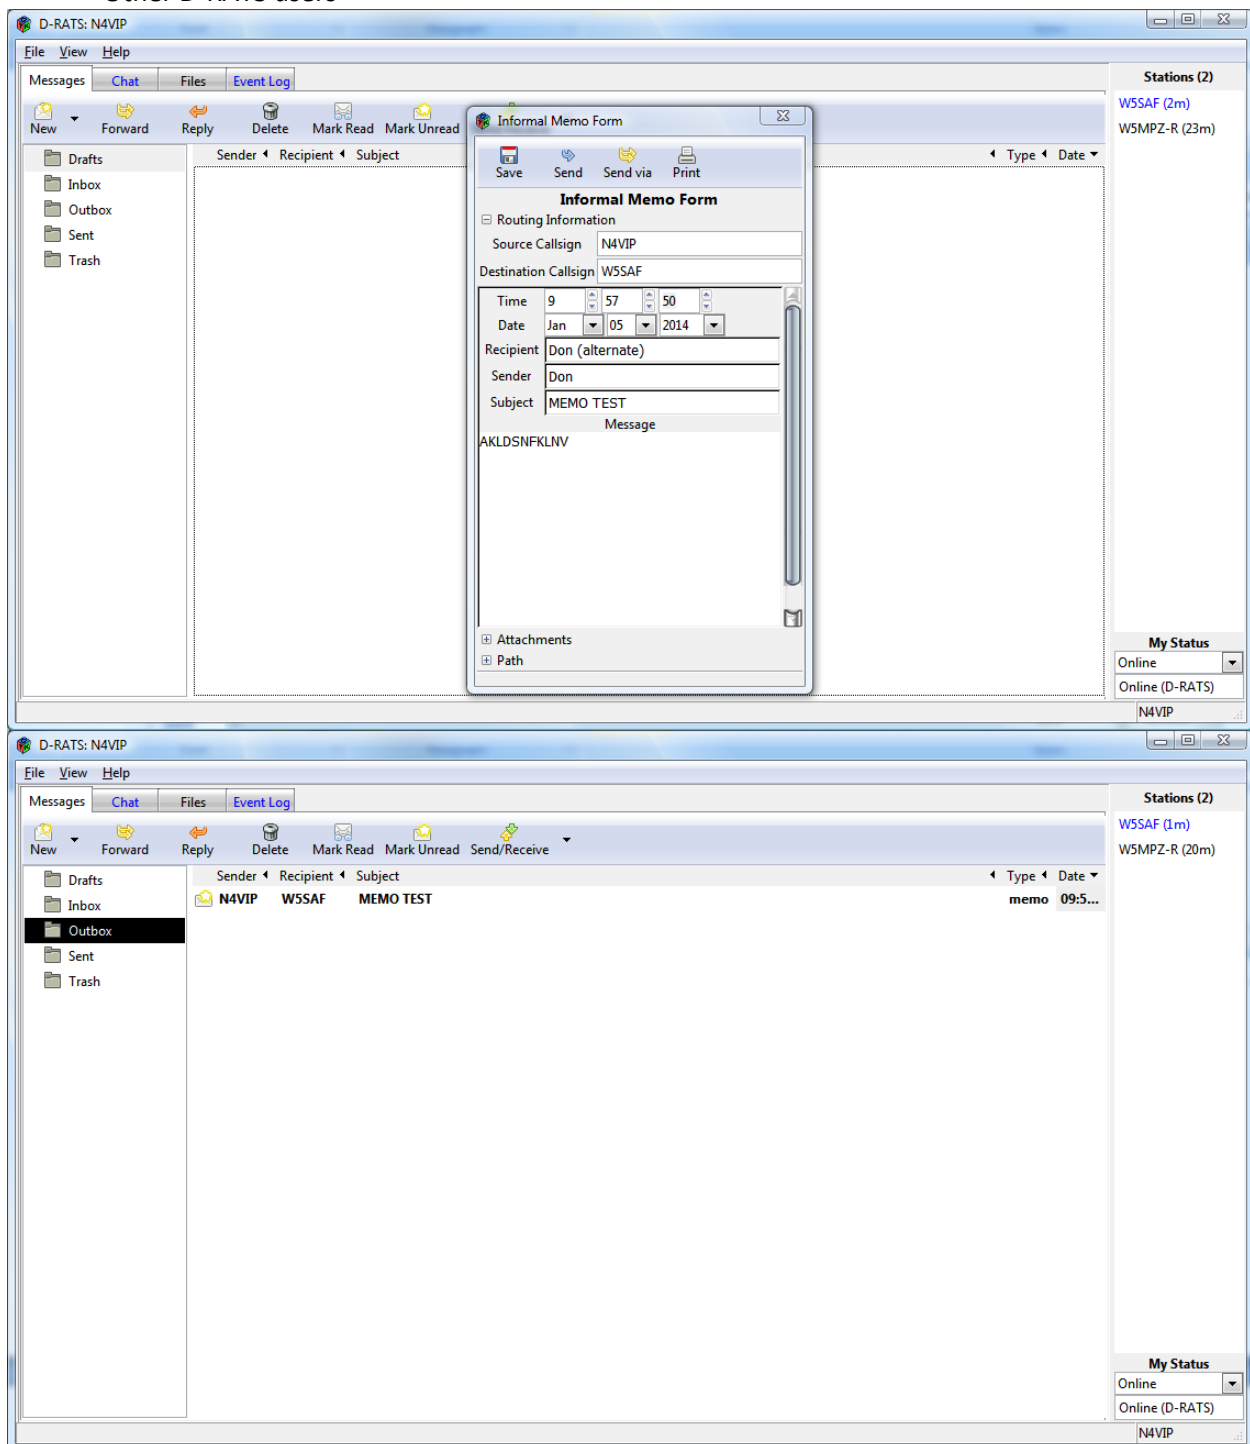 Other D-RATS users
D-RATS: N4VIP
File View Help
Messages Chat Files Event Log
Stations (2)
New Forward Reply Delete Mark Read Mark Unread
W5SAF (2m)
W5MPZ-R (23m)
Drafts
Inbox
Outbox
Sent
Trash
Sender Recipient Subject Type Date
Informal Memo Form
Save Send Send via Print
Informal Memo Form
Routing Information
Source Callsign N4VIP
Destination Callsign W5SAF
Time 9 57 50
Date Jan 05 2014
Recipient Don (alternate)
Sender Don
Subject MEMO TEST
Message
AKLDSNFKLNV
Attachments
Path
My Status
Online
Online (D-RATS)
N4VIP
D-RATS: N4VIP
File View Help
Messages Chat Files Event Log
Stations (2)
New Forward Reply Delete Mark Read Mark Unread Send/Receive
W5SAF (1m)
W5MPZ-R (20m)
Drafts
Inbox
Outbox
Sent
Trash
Sender Recipient Subject Type Date
N4VIP W5SAF MEMO TEST memo 09:5...
My Status
Online
Online (D-RATS)
N4VIP